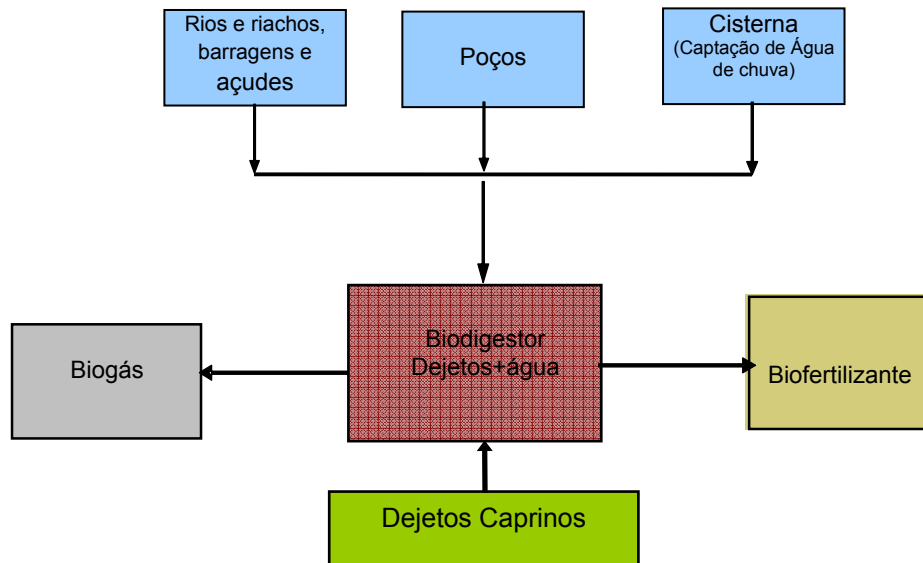 Rios e riachos,
barragens e
açudes
Poços
Cisterna
(Captação de Água
de chuva)
Biogás
Biodigestor
Dejetos+água
Biofertilizante
Dejetos Caprinos